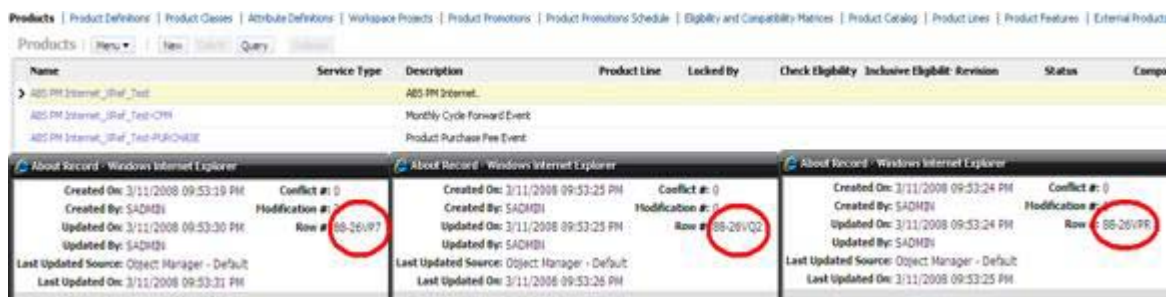 Products | Product Definitions | Product Classes | Attribute Definitions | Workspace Projects | Product Promotions | Product Promotions Schedule | Eligibility and Compatibility Matrices | Product Catalog | Product Lines | Product Features | External Products
Products | Menu | New Query
Name Service Type Description Product Line Locked By Check Eligibility Inclusive Eligibilit Revision Status Compo
ABS PM Internet_XRef_Test ABS PM Internet.
ABS PM Internet_XRef_Test-CPM Monthly Cycle Forward Event
ABS PM Internet_XRef_Test-PURCHASE Product Purchase Fee Event
About Record - Windows Internet Explorer
Created On: 3/11/2008 09:53:19 PM Conflict #: 0
Created By: SADMIN Modification #:
Updated On: 3/11/2008 09:53:30 PM Row #: 88-26VP7
Updated By: SADMIN
Last Updated Source: Object Manager - Default
Last Updated On: 3/11/2008 09:53:31 PM
About Record - Windows Internet Explorer
Created On: 3/11/2008 09:53:25 PM Conflict #: 0
Created By: SADMIN Modification #: 0
Updated On: 3/11/2008 09:53:25 PM Row #: 88-26VQ2
Updated By: SADMIN
Last Updated Source: Object Manager - Default
Last Updated On: 3/11/2008 09:53:26 PM
About Record - Windows Internet Explorer
Created On: 3/11/2008 09:53:24 PM Conflict #: 0
Created By: SADMIN Modification #:
Updated On: 3/11/2008 09:53:24 PM Row #: 88-26VPR
Updated By: SADMIN
Last Updated Source: Object Manager - Default
Last Updated On: 3/11/2008 09:53:25 PM